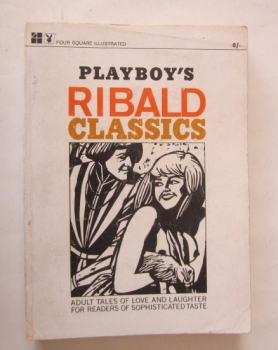 FOUR SQUARE ILLUSTRATED
6/-
PLAYBOY'S
RIBALD
CLASSICS
ADULT TALES OF LOVE AND LAUGHTER
FOR READERS OF SOPHISTICATED TASTE